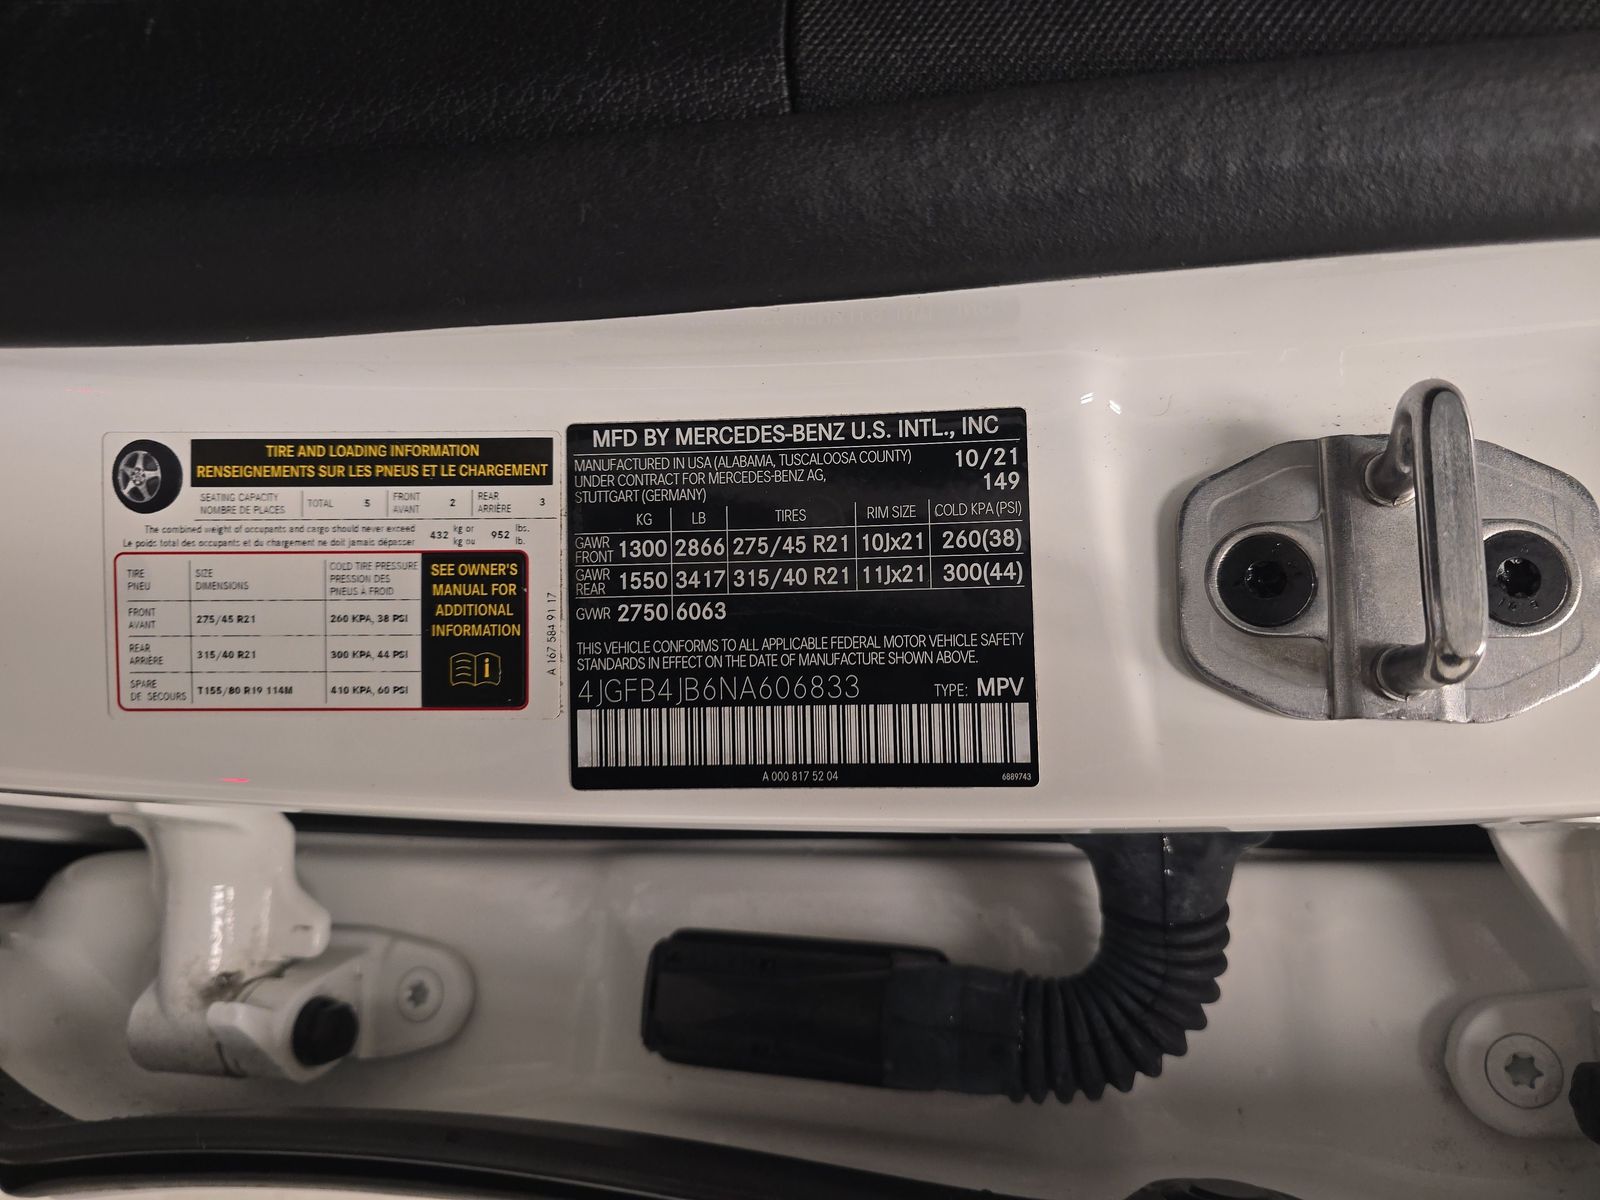 TIRE AND LOADING INFORMATION
RENSEIGNEMENTS SUR LES PNEUS ET LE CHARGEMENT
SEATING CAPACITY
NOMBRE DE PLACES
TOTAL 5
FRONT
AVANT
2
REAR
ARRIÈRE
3
The combined weight of occupants and cargo should never exceed
Le poids total des occupants et du chargement ne doit jamais dépasser
432 kg or
kg ou
952 lbs.
lb.
TIRE
PNEU
SIZE
DIMENSIONS
COLD TIRE PRESSURE
PRESSION DES
PNEUS À FROID
FRONT
AVANT
275/45 R21
260 KPA, 38 PSI
REAR
ARRIÈRE
315/40 R21
300 KPA, 44 PSI
SPARE
DE SECOURS
T155/80 R19 114M
410 KPA, 60 PSI
SEE OWNER'S
MANUAL FOR
ADDITIONAL
INFORMATION
i
A 167 584 91 17
MFD BY MERCEDES-BENZ U.S. INTL., INC
MANUFACTURED IN USA (ALABAMA, TUSCALOOSA COUNTY)
UNDER CONTRACT FOR MERCEDES-BENZ AG,
STUTTGART (GERMANY)
10/21
149
KG LB TIRES RIM SIZE COLD KPA (PSI)
GAWR
FRONT
1300 2866 275/45 R21 10Jx21 260(38)
GAWR
REAR
1550 3417 315/40 R21 11Jx21 300(44)
GVWR 2750 6063
THIS VEHICLE CONFORMS TO ALL APPLICABLE FEDERAL MOTOR VEHICLE SAFETY
STANDARDS IN EFFECT ON THE DATE OF MANUFACTURE SHOWN ABOVE.
4JGFB4JB6NA606833
TYPE: MPV
A 000 817 52 04
6889743